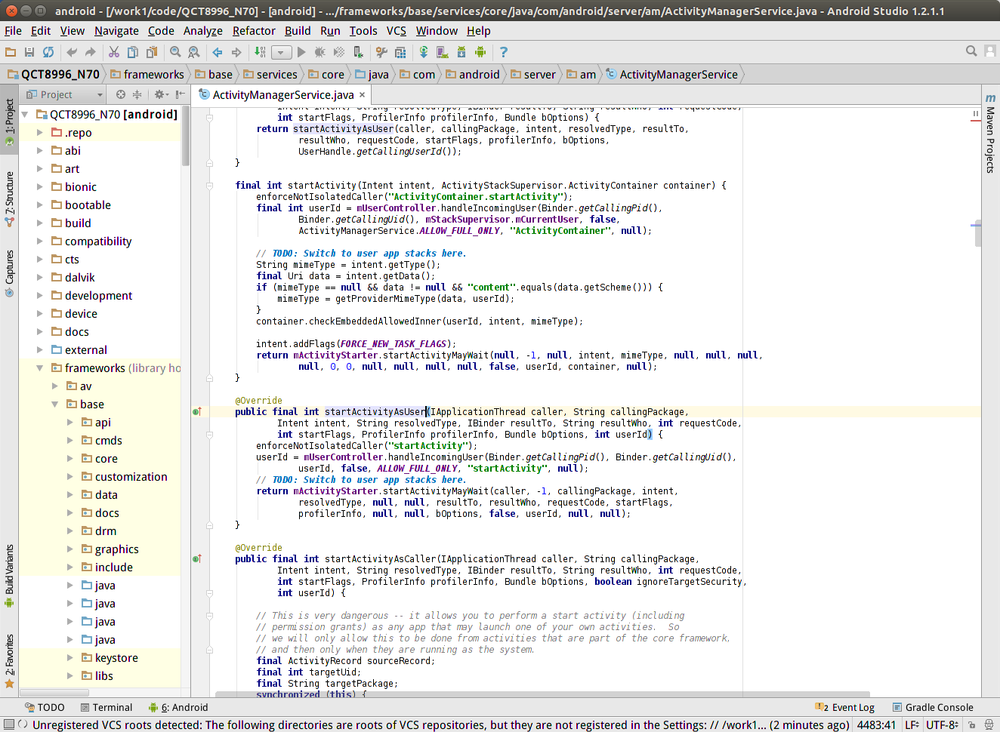 android - [/work1/code/QCT8996_N70] - [android] - .../frameworks/base/services/core/java/com/android/server/am/ActivityManagerService.java - Android Studio 1.2.1.1
File Edit View Navigate Code Analyze Refactor Build Run Tools VCS Window Help
QCT8996_N70 frameworks base services core java com android server am ActivityManagerService
Project
ActivityManagerService.java
1: Project
7: Structure
Captures
Build Variants
2: Favorites
QCT8996_N70 [android]
.repo
abi
art
bionic
bootable
build
compatibility
cts
dalvik
development
device
docs
external
frameworks (library ho
av
base
api
cmds
core
customization
data
docs
drm
graphics
include
java
java
java
java
keystore
libs
Intent intent, String resolvedType, IBinder resultTo, String resultWho, int requestCode,
int startFlags, ProfilerInfo profilerInfo, Bundle bOptions) {
return startActivityAsUser(caller, callingPackage, intent, resolvedType, resultTo,
resultWho, requestCode, startFlags, profilerInfo, bOptions,
UserHandle.getCallingUserId());
}
final int startActivity(Intent intent, ActivityStackSupervisor.ActivityContainer container) {
enforceNotIsolatedCaller("ActivityContainer.startActivity");
final int userId = mUserController.handleIncomingUser(Binder.getCallingPid(),
Binder.getCallingUid(), mStackSupervisor.mCurrentUser, false,
ActivityManagerService.ALLOW_FULL_ONLY, "ActivityContainer", null);
// TODO: Switch to user app stacks here.
String mimeType = intent.getType();
final Uri data = intent.getData();
if (mimeType == null && data != null && "content".equals(data.getScheme())) {
mimeType = getProviderMimeType(data, userId);
}
container.checkEmbeddedAllowedInner(userId, intent, mimeType);
intent.addFlags(FORCE_NEW_TASK_FLAGS);
return mActivityStarter.startActivityMayWait(null, -1, null, intent, mimeType, null, null, null,
null, 0, 0, null, null, null, null, false, userId, container, null);
}
@Override
public final int startActivityAsUser(IApplicationThread caller, String callingPackage,
Intent intent, String resolvedType, IBinder resultTo, String resultWho, int requestCode,
int startFlags, ProfilerInfo profilerInfo, Bundle bOptions, int userId) {
enforceNotIsolatedCaller("startActivity");
userId = mUserController.handleIncomingUser(Binder.getCallingPid(), Binder.getCallingUid(),
userId, false, ALLOW_FULL_ONLY, "startActivity", null);
// TODO: Switch to user app stacks here.
return mActivityStarter.startActivityMayWait(caller, -1, callingPackage, intent,
resolvedType, null, null, resultTo, resultWho, requestCode, startFlags,
profilerInfo, null, null, bOptions, false, userId, null, null);
}
@Override
public final int startActivityAsCaller(IApplicationThread caller, String callingPackage,
Intent intent, String resolvedType, IBinder resultTo, String resultWho, int requestCode,
int startFlags, ProfilerInfo profilerInfo, Bundle bOptions, boolean ignoreTargetSecurity,
int userId) {
// This is very dangerous -- it allows you to perform a start activity (including
// permission grants) as any app that may launch one of your own activities. So
// we will only allow this to be done from activities that are part of the core framework,
// and then only when they are running as the system.
final ActivityRecord sourceRecord;
final int targetUid;
final String targetPackage;
synchronized (this) {
m Maven Projects
TODO Terminal 6: Android 2 Event Log Gradle Console
Unregistered VCS roots detected: The following directories are roots of VCS repositories, but they are not registered in the Settings: // /work1... (2 minutes ago) 4483:41 LF UTF-8